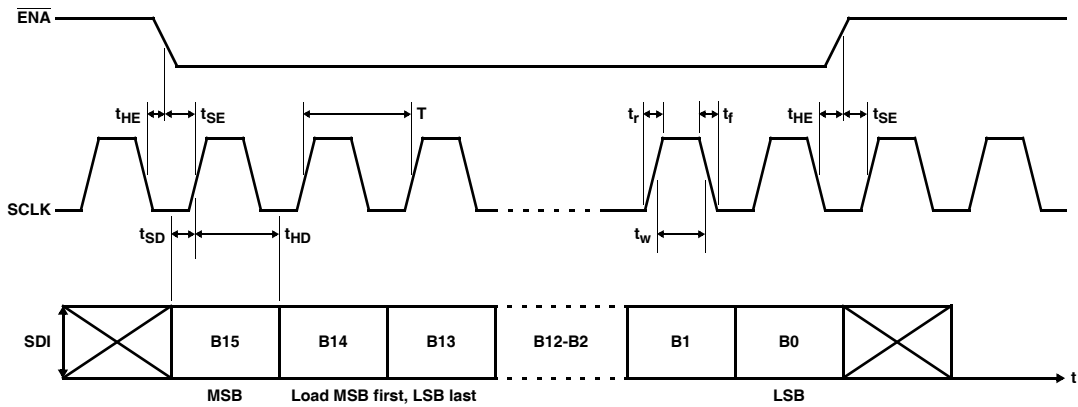 ENA
tHE tSE T tr tf tHE tSE
SCLK
tSD tHD tw
SDI B15 B14 B13 B12-B2 B1 B0 t
MSB Load MSB first, LSB last LSB